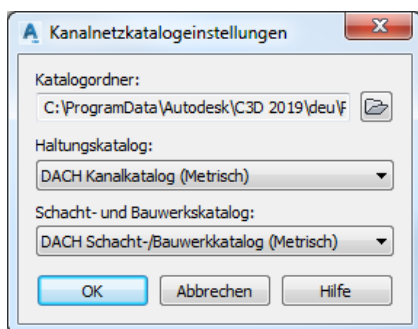 Kanalnetzkatalogeinstellungen
Katalogordner:
C:\ProgramData\Autodesk\C3D 2019\deu\F
Haltungskatalog:
DACH Kanalkatalog (Metrisch)
Schacht- und Bauwerkskatalog:
DACH Schacht-/Bauwerkkatalog (Metrisch)
OK Abbrechen Hilfe